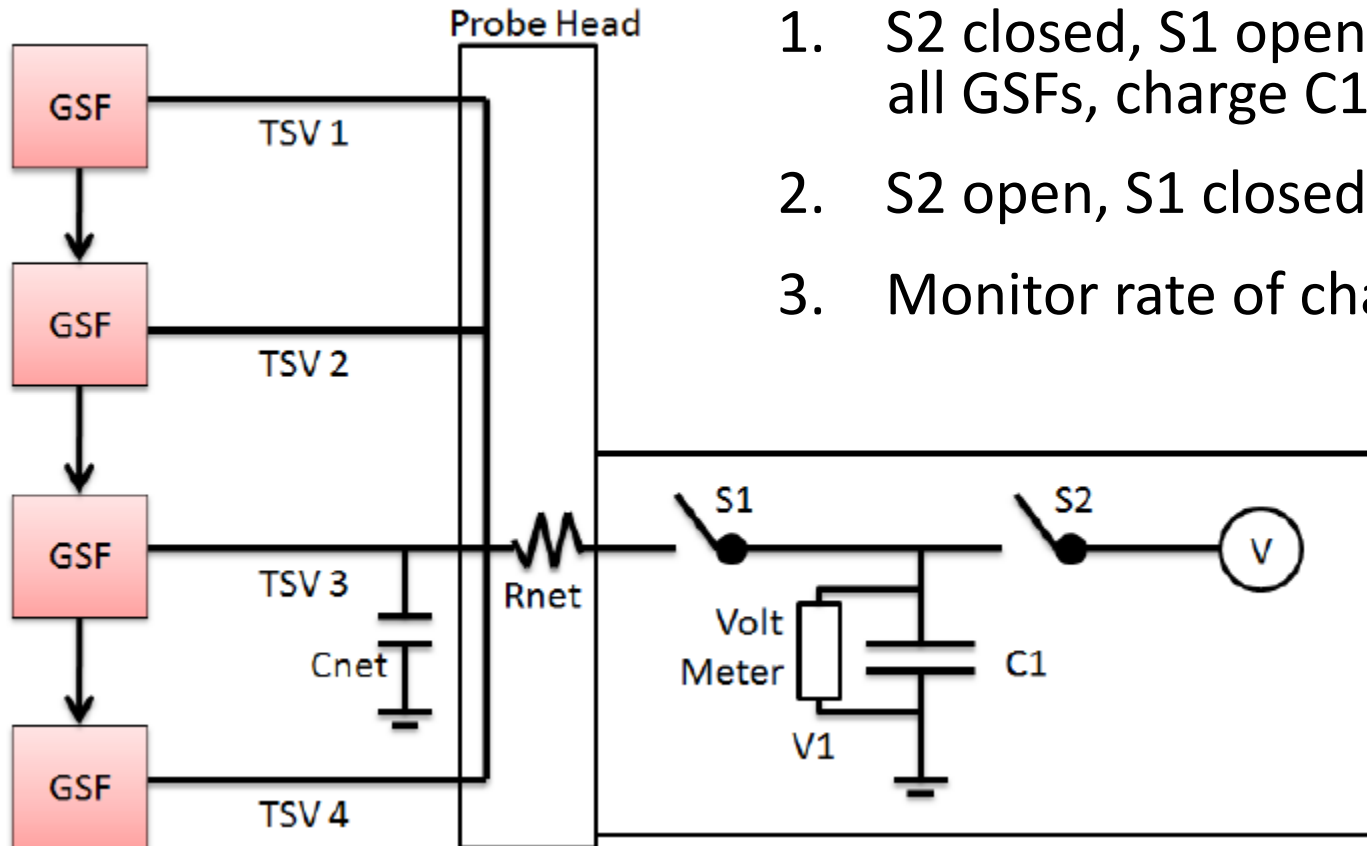 Probe Head
1. S2 closed, S1 open
all GSFs, charge C1
2. S2 open, S1 closed
3. Monitor rate of
GSF
TSV 1
GSF
TSV 2
GSF
TSV 3
Cnet
Rnet
S1
S2
V
Volt
Meter
C1
V1
GSF
TSV 4